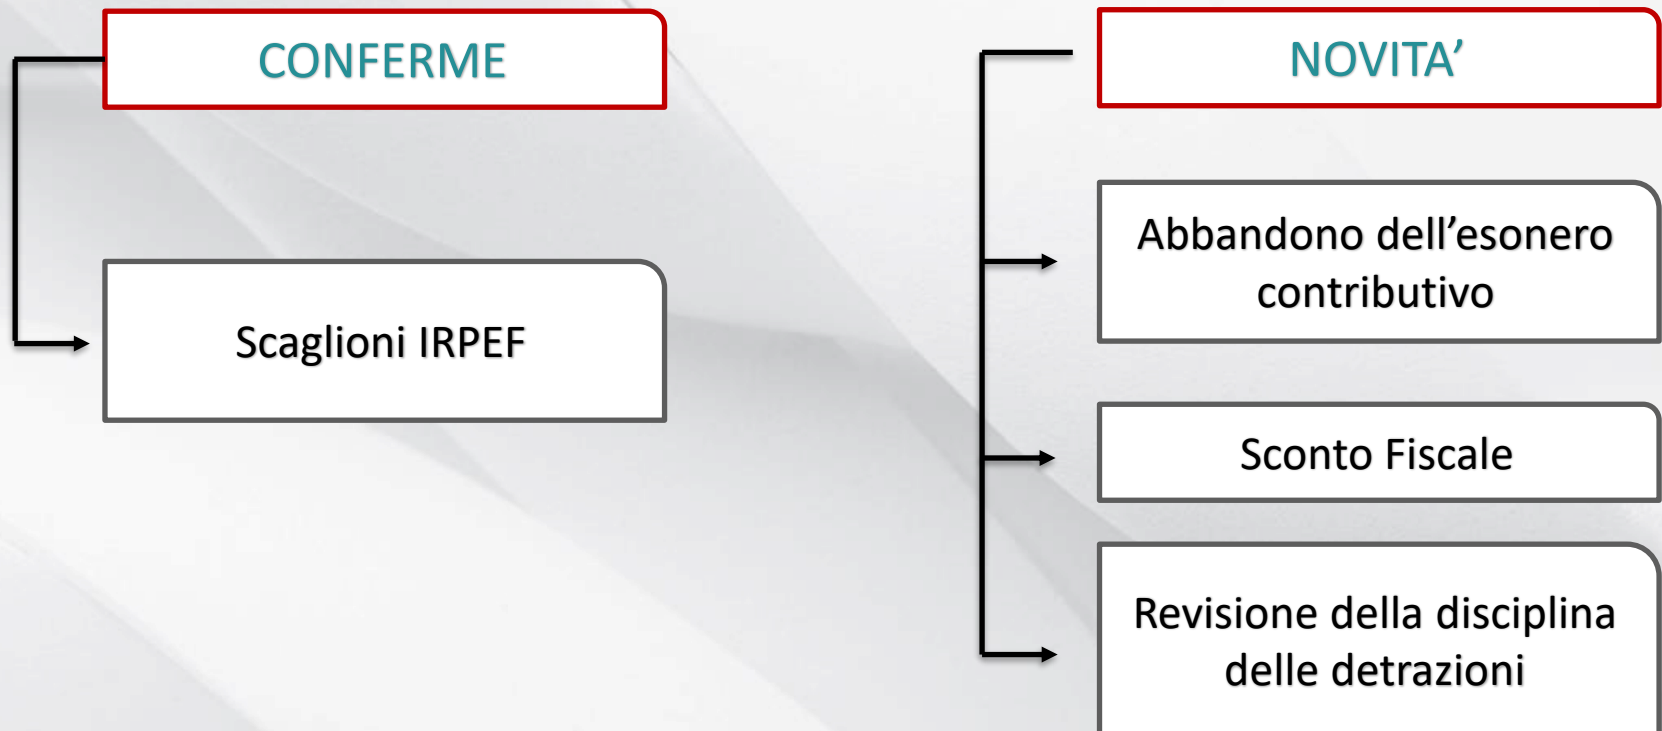 CONFERME
Scaglioni IRPEF
NOVITA’
Abbandono dell’esonero
contributivo
Sconto Fiscale
Revisione della disciplina
delle detrazioni